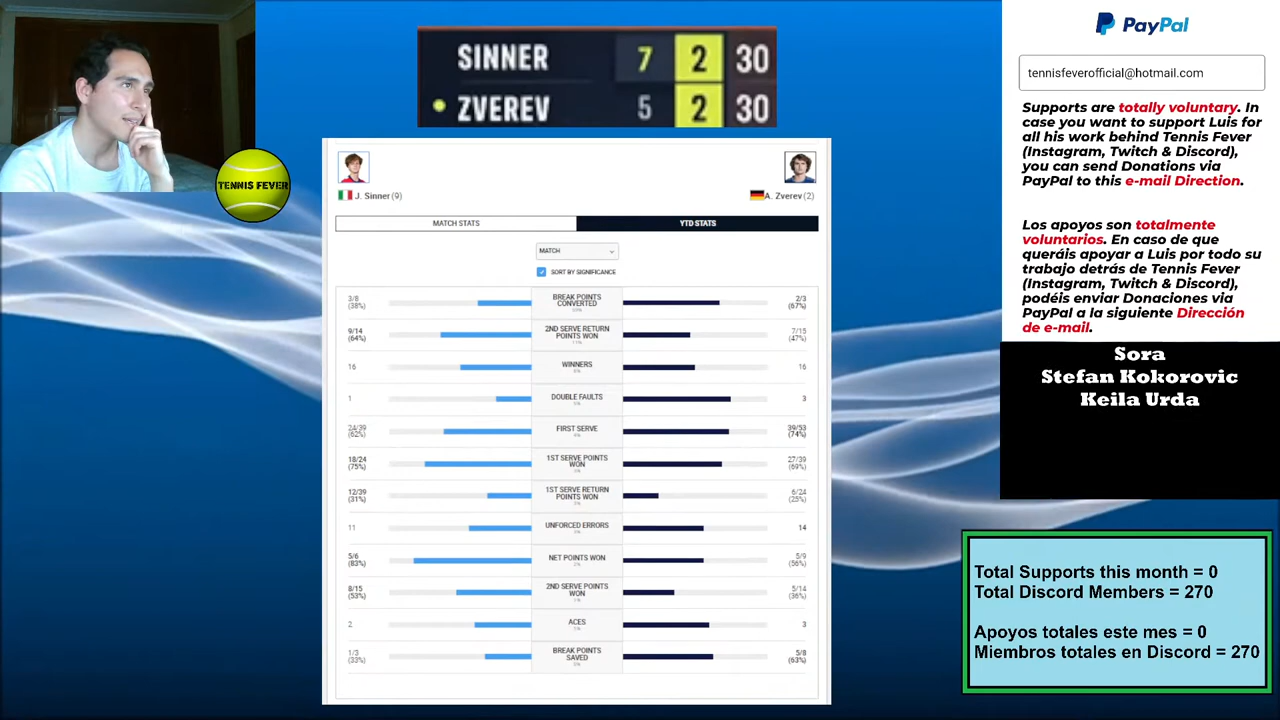 SINNER 7 2 30
ZVEREV 5 2 30
TENNIS FEVER
J. Sinner (9)
A. Zverev (2)
MATCH STATS
YTD STATS
MATCH
SORT BY SIGNIFICANCE
3/8
(38%)
BREAK POINTS
CONVERTED
2/3
(67%)
9/14
(64%)
2ND SERVE RETURN
POINTS WON
7/15
(47%)
16
WINNERS
16
1
DOUBLE FAULTS
3
24/39
(62%)
FIRST SERVE
39/53
(74%)
18/24
(75%)
1ST SERVE POINTS
WON
27/39
(69%)
12/39
(31%)
1ST SERVE RETURN
POINTS WON
6/24
(25%)
11
UNFORCED ERRORS
14
5/6
(83%)
NET POINTS WON
5/9
(56%)
8/15
(53%)
2ND SERVE POINTS
WON
5/14
(36%)
2
ACES
3
1/3
(33%)
BREAK POINTS
SAVED
5/8
(63%)
PayPal
tennisfeverofficial@hotmail.com
Supports are totally voluntary. In
case you want to support Luis for
all his work behind Tennis Fever
(Instagram, Twitch & Discord),
you can send Donations via
PayPal to this e-mail Direction.
Los apoyos son totalmente
voluntarios. En caso de que
queráis apoyar a Luis por todo su
trabajo detrás de Tennis Fever
(Instagram, Twitch & Discord),
podéis enviar Donaciones via
PayPal a la siguiente Dirección
de e-mail.
Sora
Stefan Kokorovic
Keila Urda
Total Supports this month = 0
Total Discord Members = 270
Apoyos totales este mes = 0
Miembros totales en Discord = 270